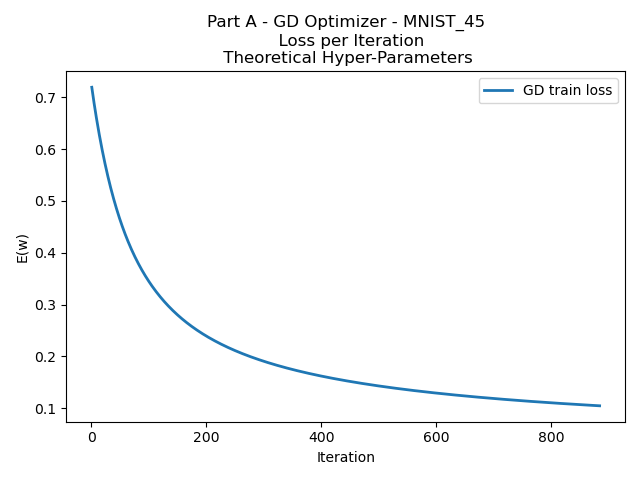 Part A - GD Optimizer - MNIST_45
Loss per Iteration
Theoretical Hyper-Parameters
GD train loss
E(w)
0.7
0.6
0.5
0.4
0.3
0.2
0.1
0 200 400 600 800
Iteration